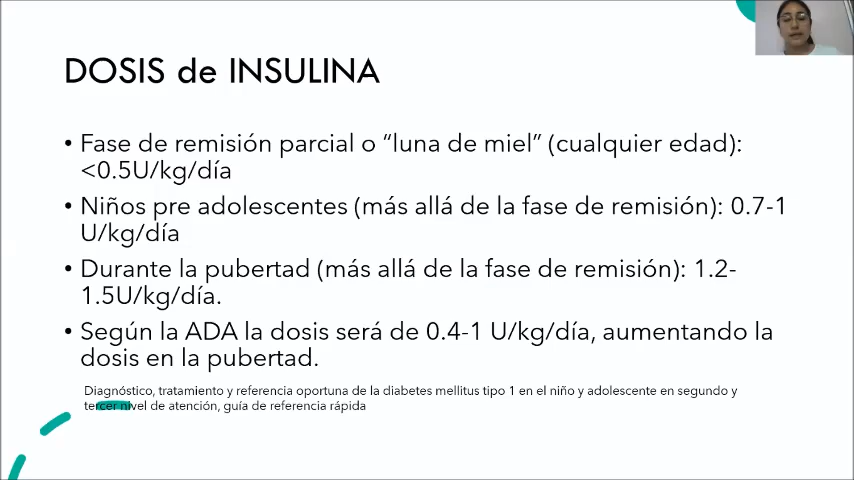 DOSIS de INSULINA
• Fase de remisión parcial o “luna de miel” (cualquier edad):
<0.5U/kg/día
• Niños pre adolescentes (más allá de la fase de remisión): 0.7-1
U/kg/día
• Durante la pubertad (más allá de la fase de remisión): 1.2-
1.5U/kg/día.
• Según la ADA la dosis será de 0.4-1 U/kg/día, aumentando la
dosis en la pubertad.
Diagnóstico, tratamiento y referencia oportuna de la diabetes mellitus tipo 1 en el niño y adolescente en segundo y
tercer nivel de atención, guía de referencia rápida